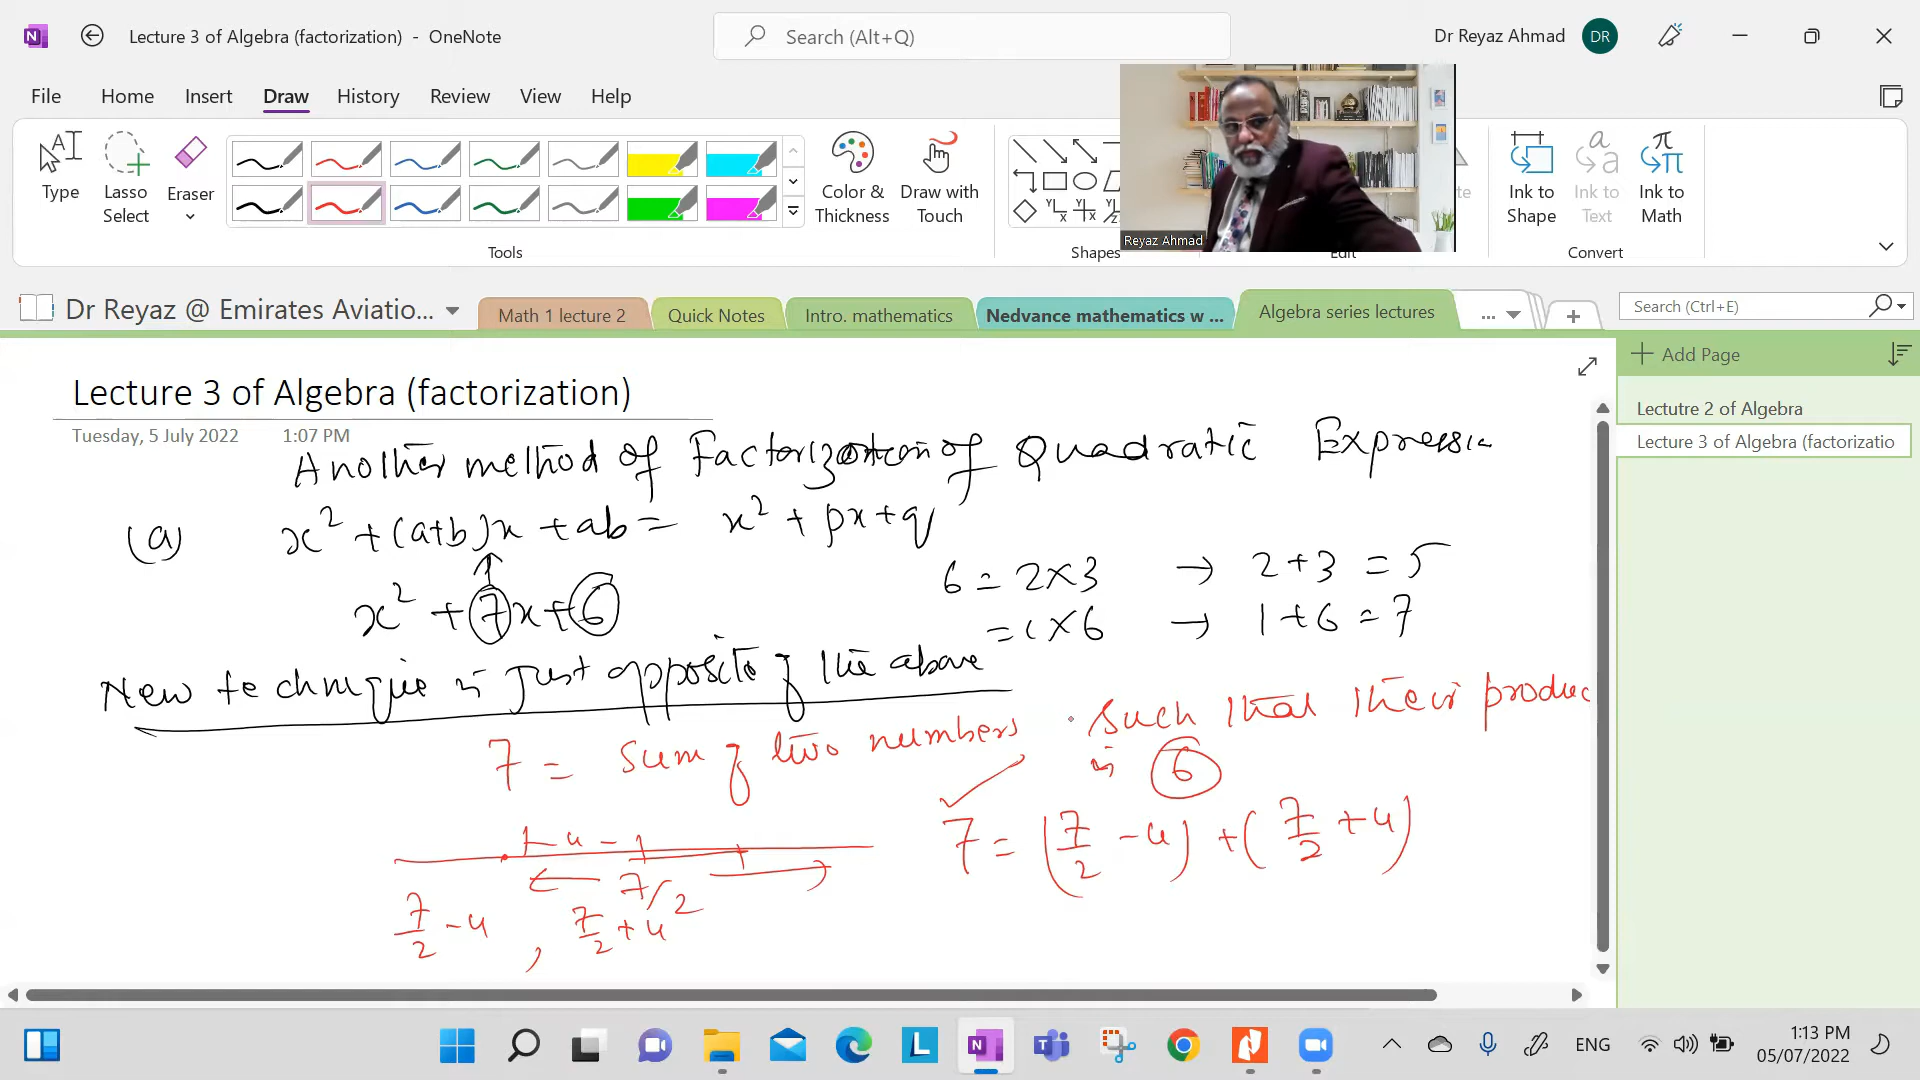 Lecture 3 of Algebra (factorization) - OneNote
Search (Alt+Q)
Dr Reyaz Ahmad
DR
File Home Insert Draw History Review View Help
Type
Lasso Select
Eraser
Color & Thickness
Draw with Touch
Ink to Shape
Ink to Text
Ink to Math
Reyaz Ahmad
Tools
Shapes
Edit
Convert
Dr Reyaz @ Emirates Aviatio...
Math 1 lecture 2
Quick Notes
Intro. mathematics
Nedvance mathematics w ...
Algebra series lectures
...
Search (Ctrl+E)
Add Page
Lectutre 2 of Algebra
Lecture 3 of Algebra (factorizatio
Lecture 3 of Algebra (factorization)
Tuesday, 5 July 2022 1:07 PM
Another method of Factorization of Quadratic Expressio
(a) x² + (a+b)x + ab = x² + px + q
x² + 7x + 6
6 = 2×3 → 2+3 = 5
= 1×6 → 1+6 = 7
New technique is just opposite of the above
7 = Sum of two numbers such that their produc
is 6
7 = (7/2 - u) + (7/2 + u)
u
7/2
7/2 - u , 7/2 + u
ENG
1:13 PM
05/07/2022